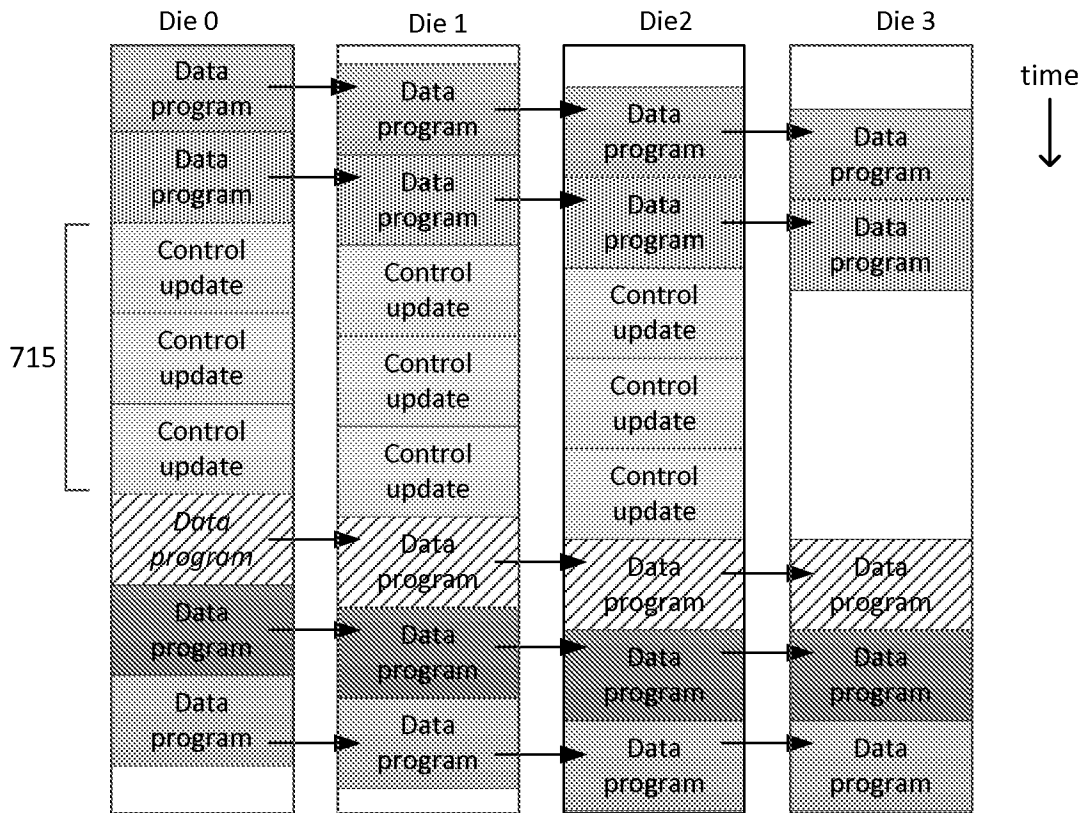 Die 0
Die 1
Die2
Die 3
time
715
Data
program
Data
program
Control
update
Control
update
Control
update
Data
program
Data
program
Data
program
Data
program
Data
program
Control
update
Control
update
Control
update
Data
program
Data
program
Data
program
Data
program
Data
program
Control
update
Control
update
Control
update
Data
program
Data
program
Data
program
Data
program
Data
program
Data
program
Data
program
Data
program